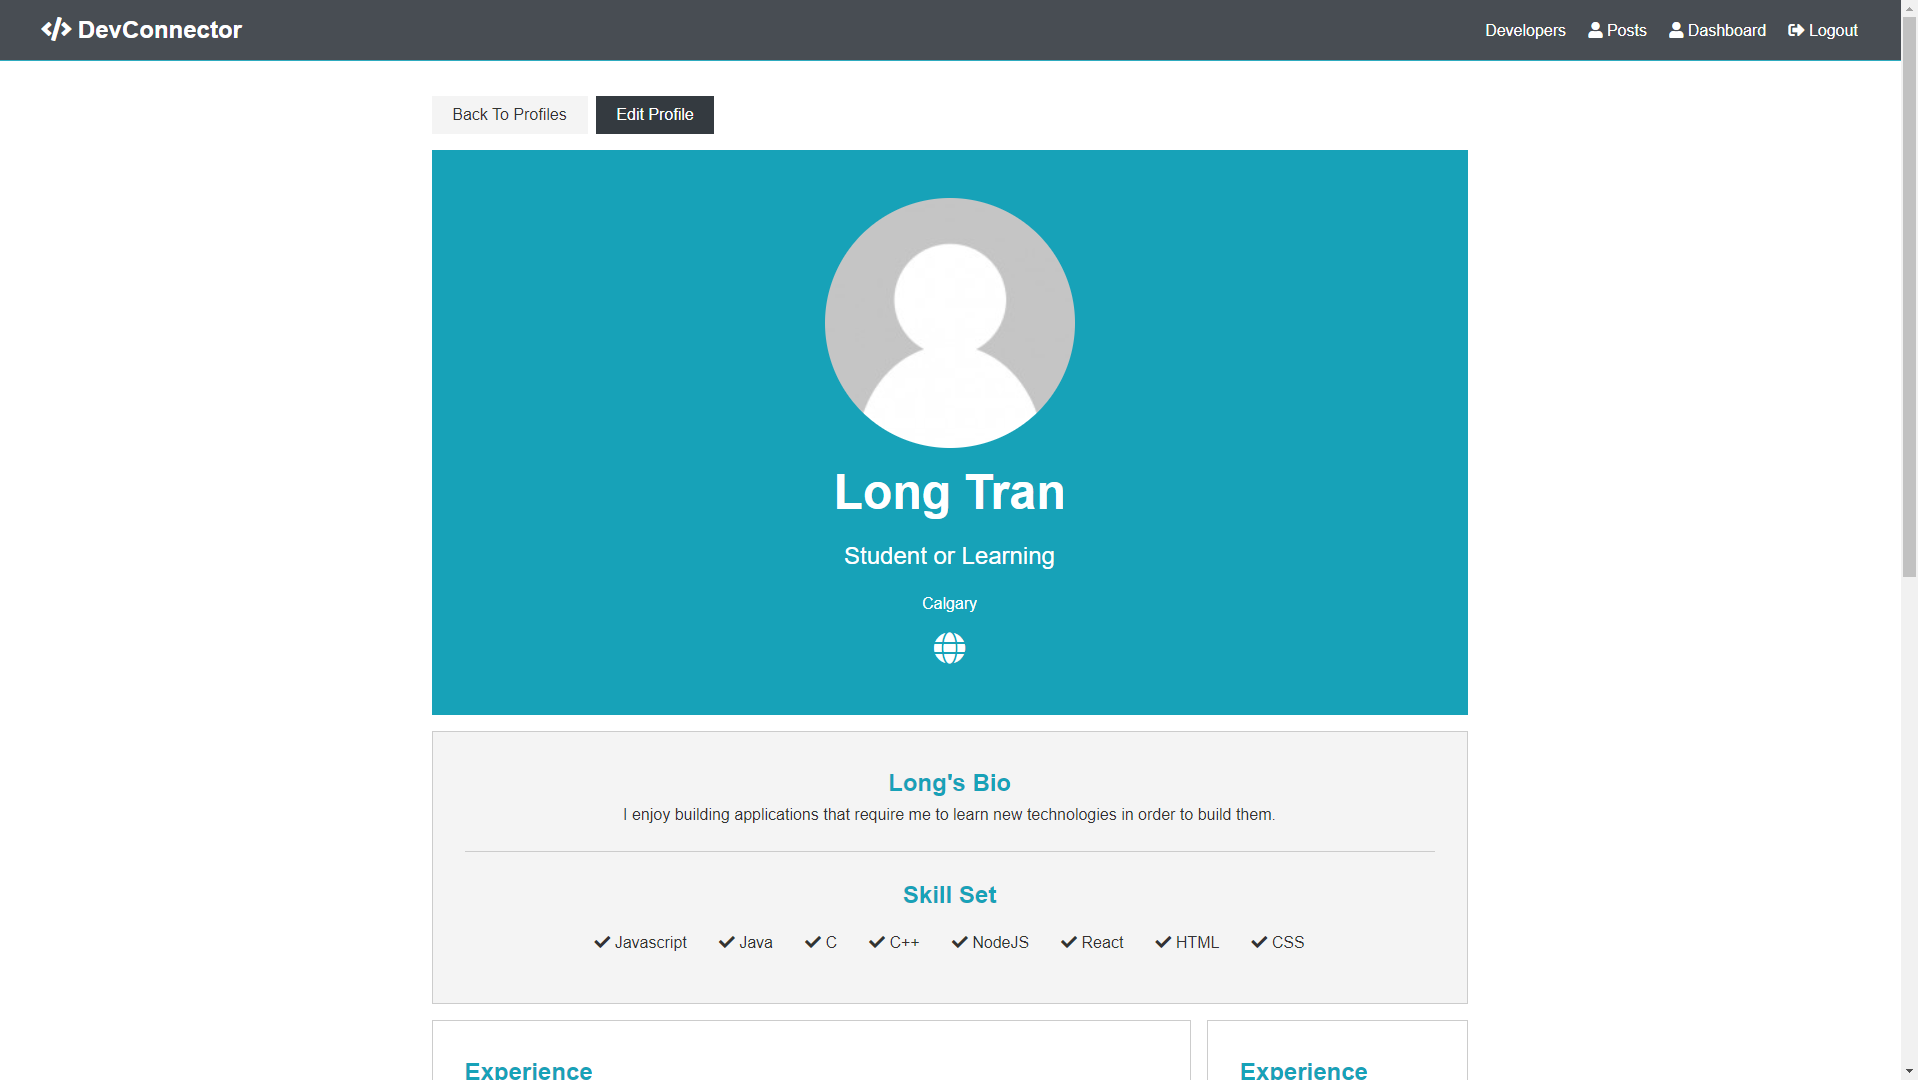 DevConnector
Developers Posts Dashboard Logout
Back To Profiles Edit Profile
Long Tran
Student or Learning
Calgary
Long's Bio
I enjoy building applications that require me to learn new technologies in order to build them.
Skill Set
Javascript Java C C++ NodeJS React HTML CSS
Experience
Experience